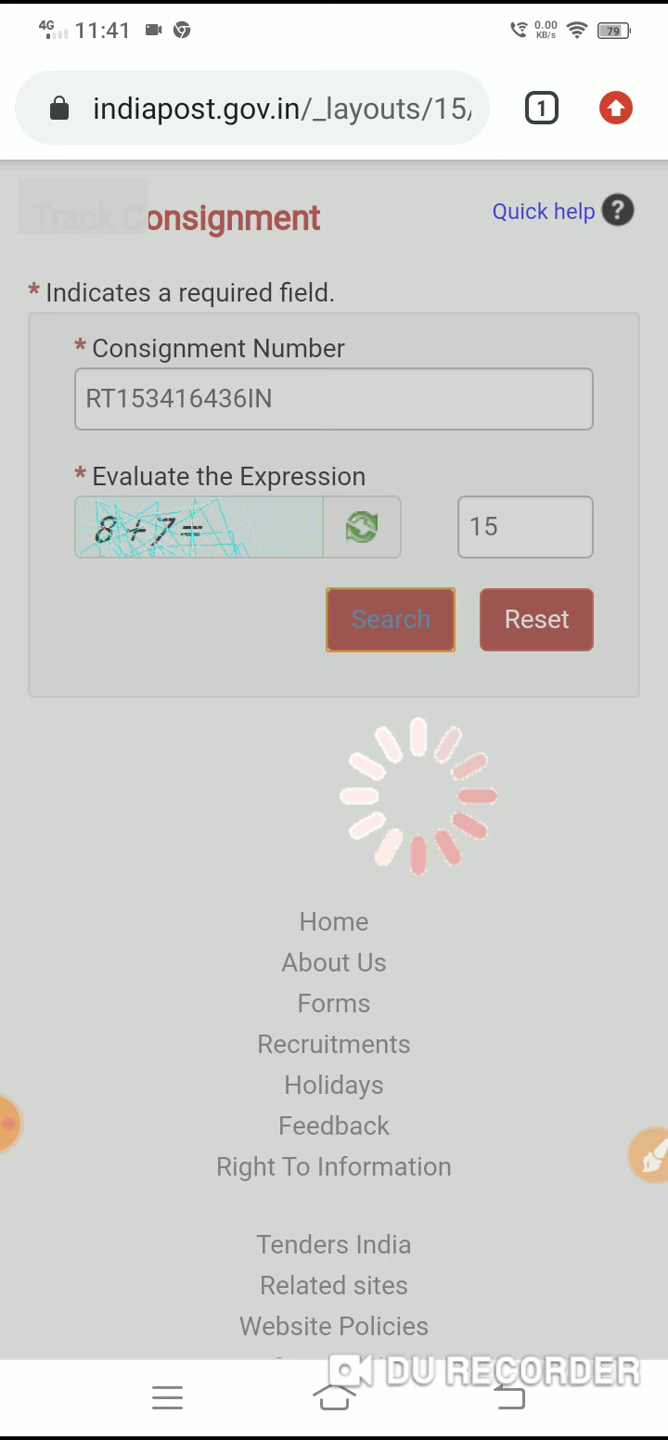 4G 11:41 0.00 KB/s 79
indiapost.gov.in/_layouts/15/ 1
Track Consignment Quick help ?
* Indicates a required field.
* Consignment Number
RT153416436IN
* Evaluate the Expression
8+7= 15
Search Reset
Home
About Us
Forms
Recruitments
Holidays
Feedback
Right To Information
Tenders India
Related sites
Website Policies
DU RECORDER